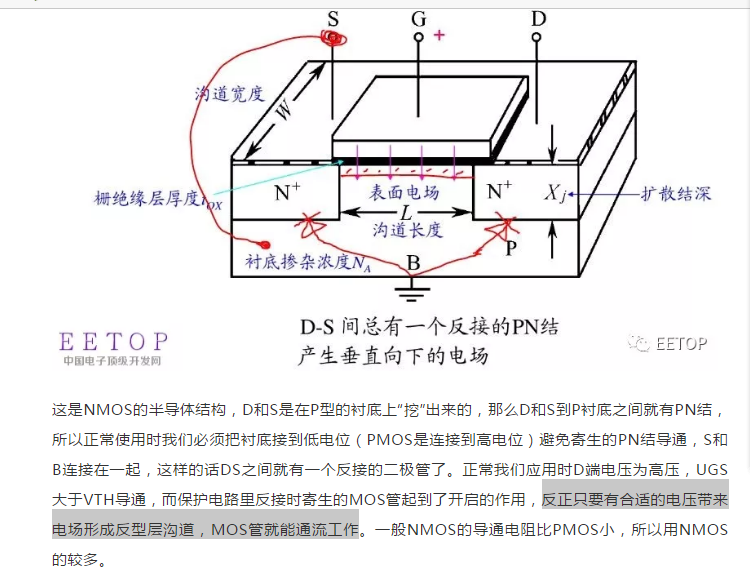 S G D
+
沟道宽度
W
栅绝缘层厚度tOX
N+ 表面电场 N+ Xj 扩散结深
L
沟道长度
P
衬底掺杂浓度NA B
D-S 间总有一个反接的PN结
产生垂直向下的电场
EETOP
中国电子顶级开发网
EETOP
这是NMOS的半导体结构，D和S是在P型的衬底上“挖”出来的，那么D和S到P衬底之间就有PN结，
所以正常使用时我们必须把衬底接到低电位（PMOS是连接到高电位）避免寄生的PN结导通，S和
B连接在一起，这样的话DS之间就有一个反接的二极管了。正常我们应用时D端电压为高压，UGS
大于VTH导通，而保护电路里反接时寄生的MOS管起到了开启的作用，反正只要有合适的电压带来
电场形成反型层沟道，MOS管就能通流工作。一般NMOS的导通电阻比PMOS小，所以用NMOS
的较多。